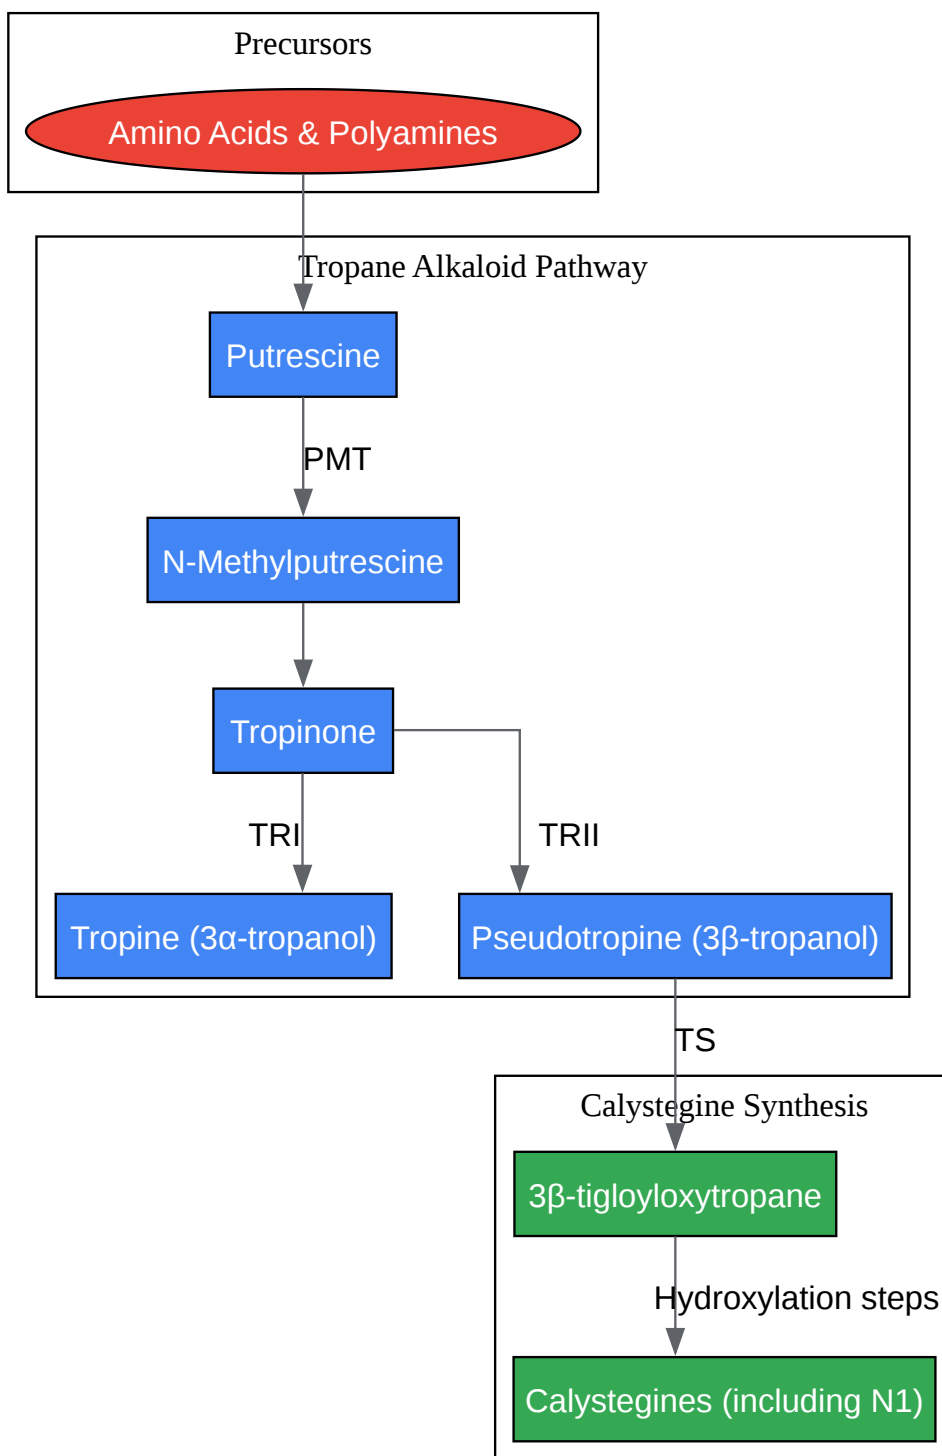 Precursors
Amino Acids & Polyamines
Tropane Alkaloid Pathway
Putrescine
PMT
N-Methylputrescine
Tropinone
TRI
TRII
Tropine (3α-tropanol)
Pseudotropine (3β-tropanol)
TS
Calystegine Synthesis
3β-tigloyloxytropane
Hydroxylation steps
Calystegines (including N1)